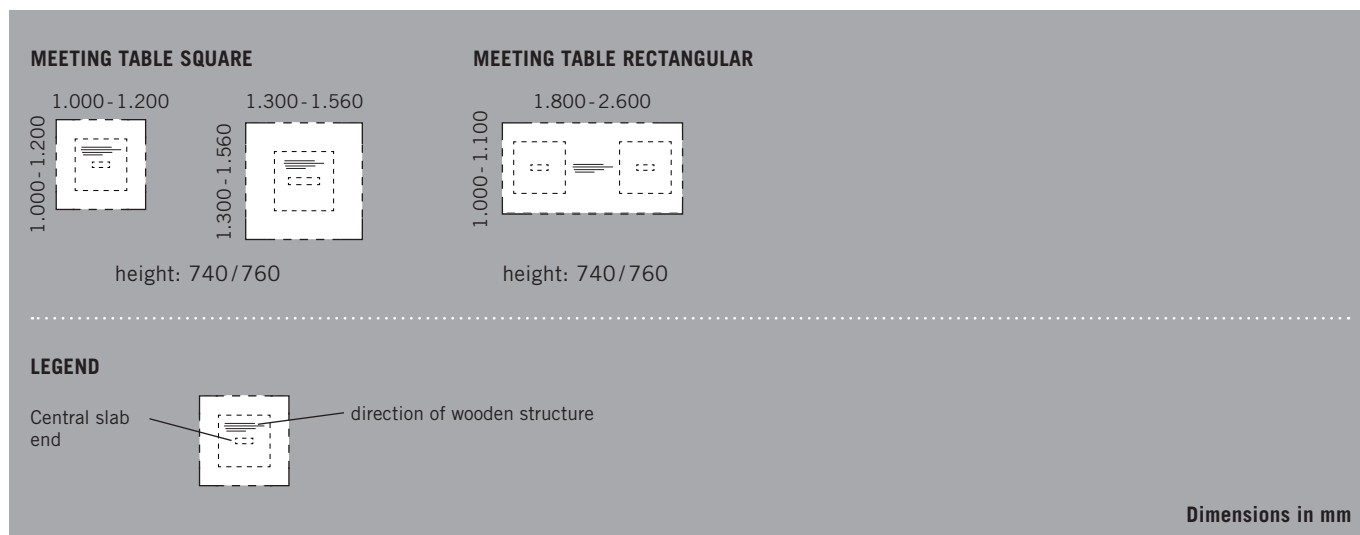 MEETING TABLE SQUARE
1.000-1.200
1.000-1.200
1.300-1.560
1.300-1.560
height: 740/760
MEETING TABLE RECTANGULAR
1.800-2.600
1.000-1.100
height: 740/760
LEGEND
Central slab
end
direction of wooden structure
Dimensions in mm